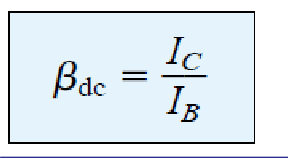 β_dc = I_C / I_B